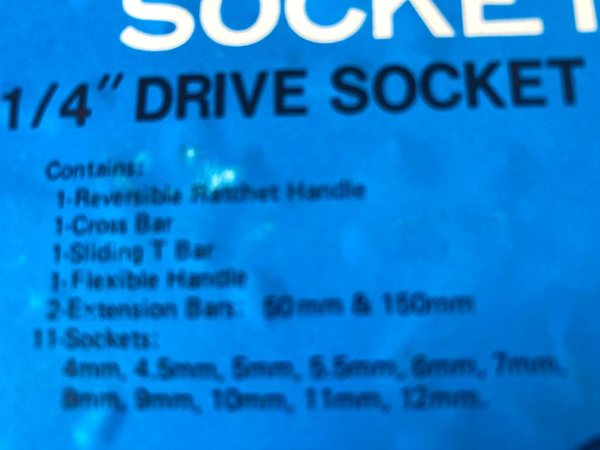 SOCKET
1/4" DRIVE SOCKET
Contains:
1-Reversible Ratchet Handle
1-Cross Bar
1-Sliding T Bar
1-Flexible Handle
2-Extension Bars: 50mm & 150mm
11-Sockets:
4mm, 4.5mm, 5mm, 5.5mm, 6mm, 7mm,
8mm, 9mm, 10mm, 11mm, 12mm.